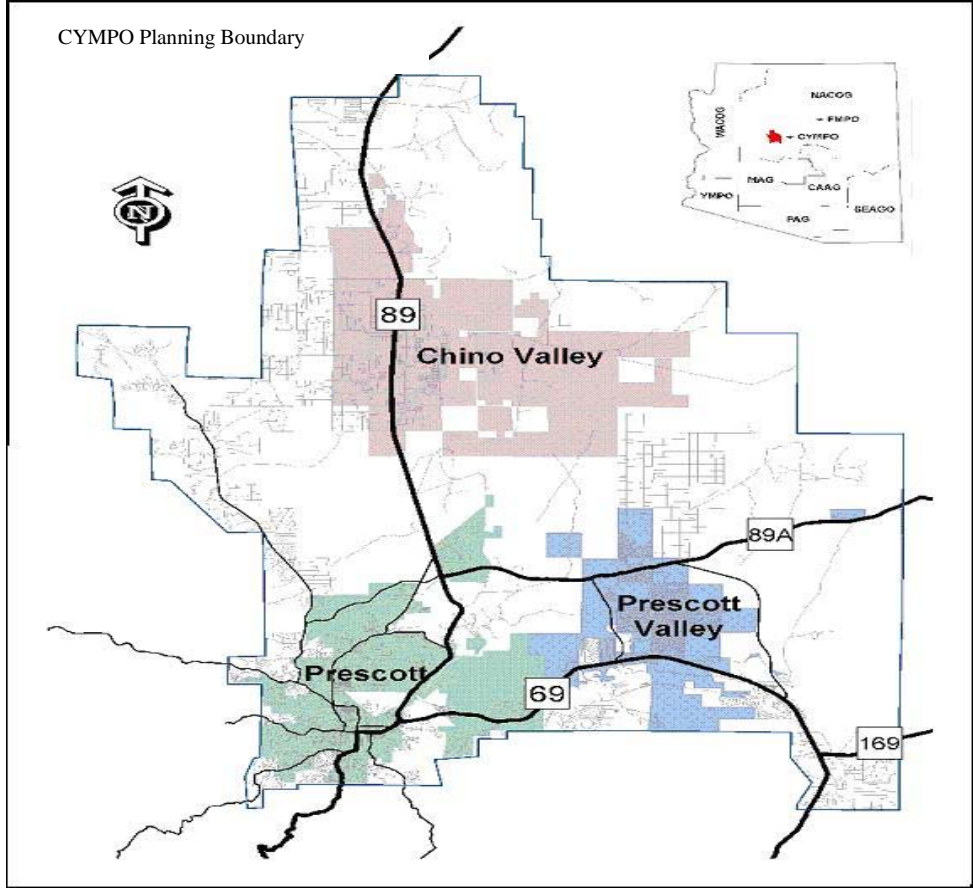 CYMPO Planning Boundary
NACOG
WACOG
FMPO
CYMPO
MAG
CAAG
YMPO
SEAGO
PAG
N
89
Chino Valley
89A
Prescott
Valley
Prescott
69
169